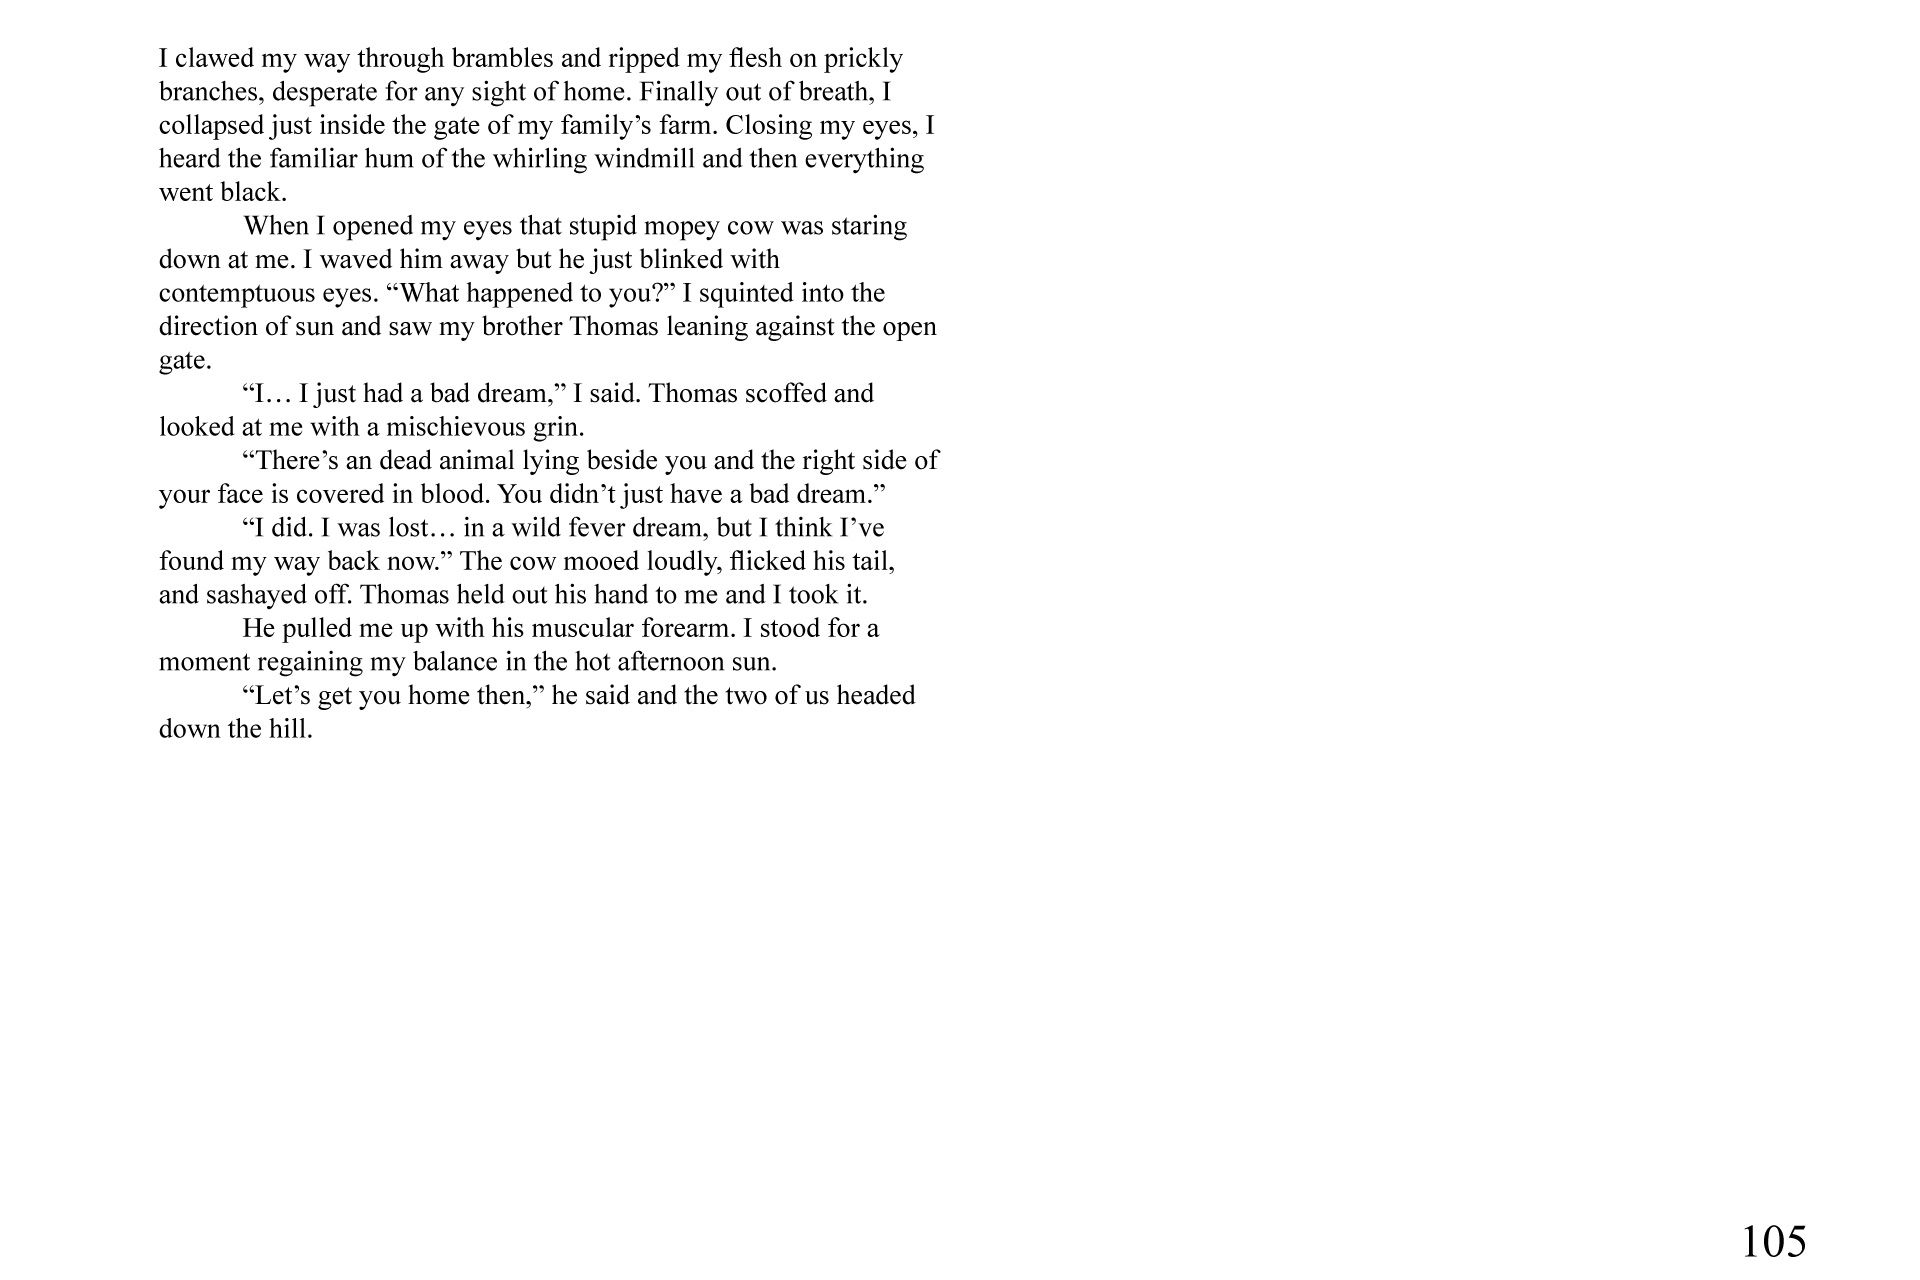 I clawed my way through brambles and ripped my flesh on prickly
branches, desperate for any sight of home. Finally out of breath, I
collapsed just inside the gate of my family’s farm. Closing my eyes, I
heard the familiar hum of the whirling windmill and then everything
went black.
When I opened my eyes that stupid mopey cow was staring
down at me. I waved him away but he just blinked with
contemptuous eyes. “What happened to you?” I squinted into the
direction of sun and saw my brother Thomas leaning against the open
gate.
“I… I just had a bad dream,” I said. Thomas scoffed and
looked at me with a mischievous grin.
“There’s an dead animal lying beside you and the right side of
your face is covered in blood. You didn’t just have a bad dream.”
“I did. I was lost… in a wild fever dream, but I think I’ve
found my way back now.” The cow mooed loudly, flicked his tail,
and sashayed off. Thomas held out his hand to me and I took it.
He pulled me up with his muscular forearm. I stood for a
moment regaining my balance in the hot afternoon sun.
“Let’s get you home then,” he said and the two of us headed
down the hill.
105